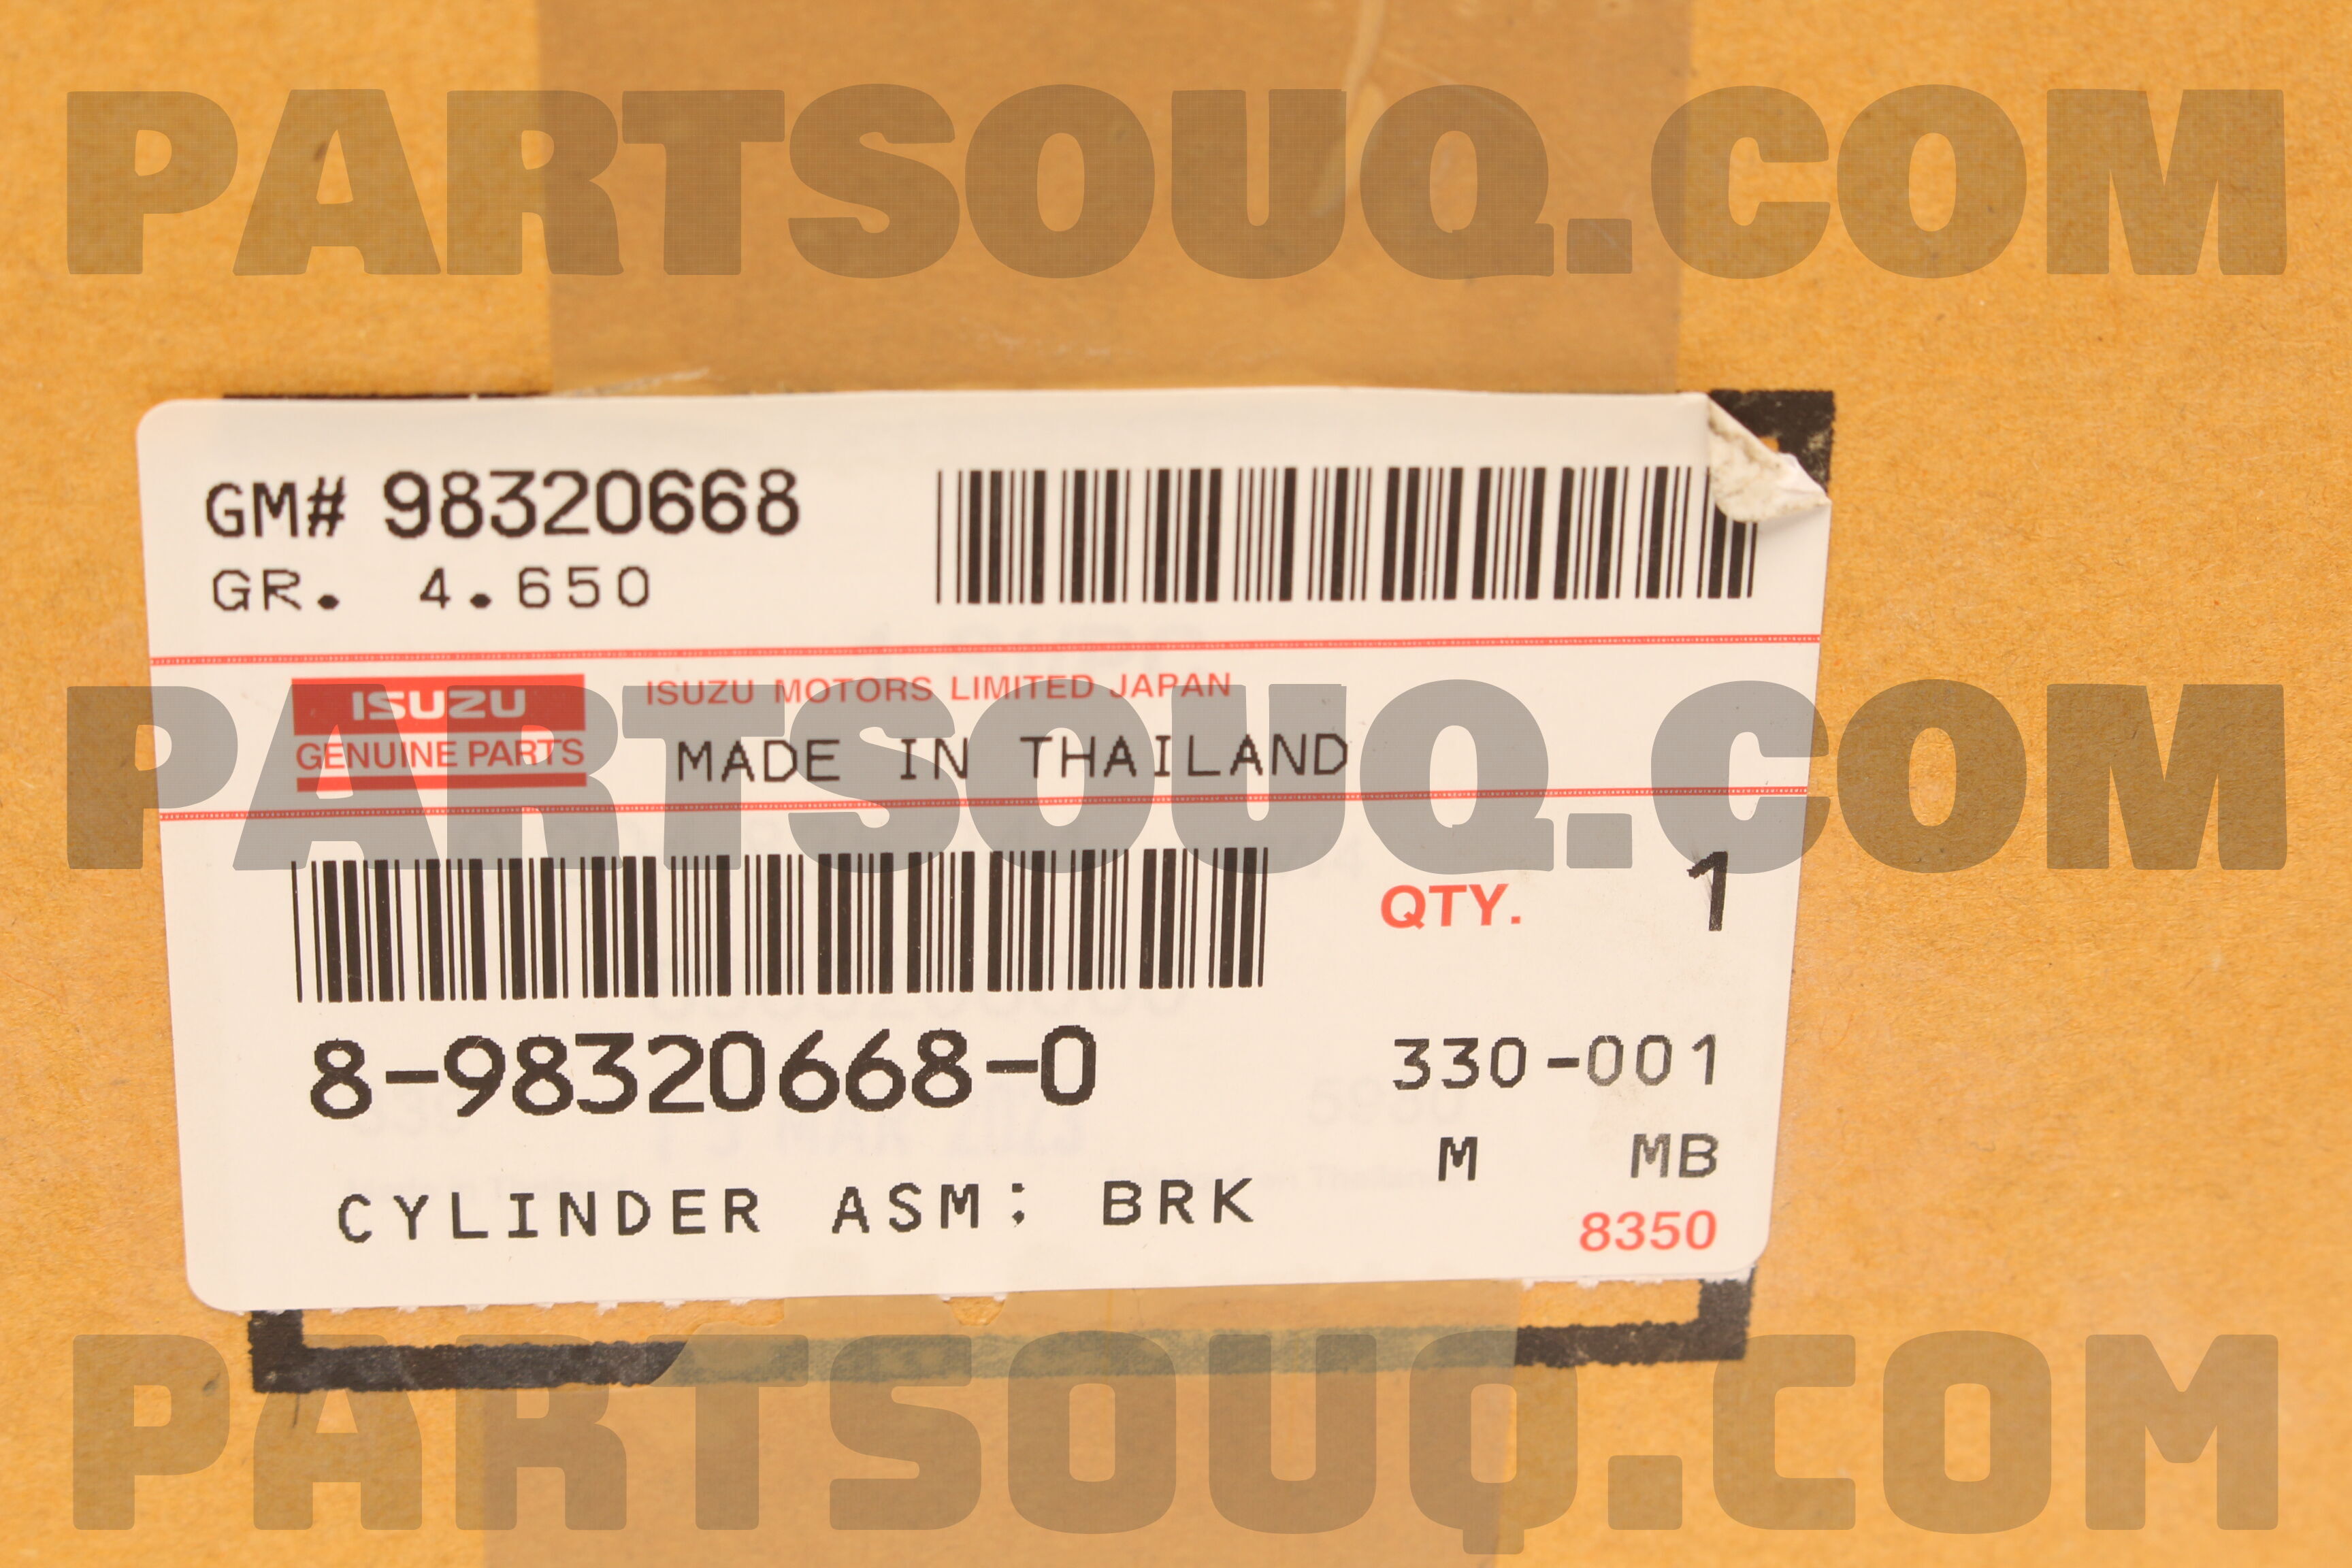 PARTSOUQ.COM
GM# 98320668
GR. 4.650
ISUZU
GENUINE PARTS
ISUZU MOTORS LIMITED JAPAN
MADE IN THAILAND
PARTSOUQ.COM
QTY. 1
8-98320668-0
330-001
M MB
CYLINDER ASM; BRK
8350
PARTSOUQ.COM